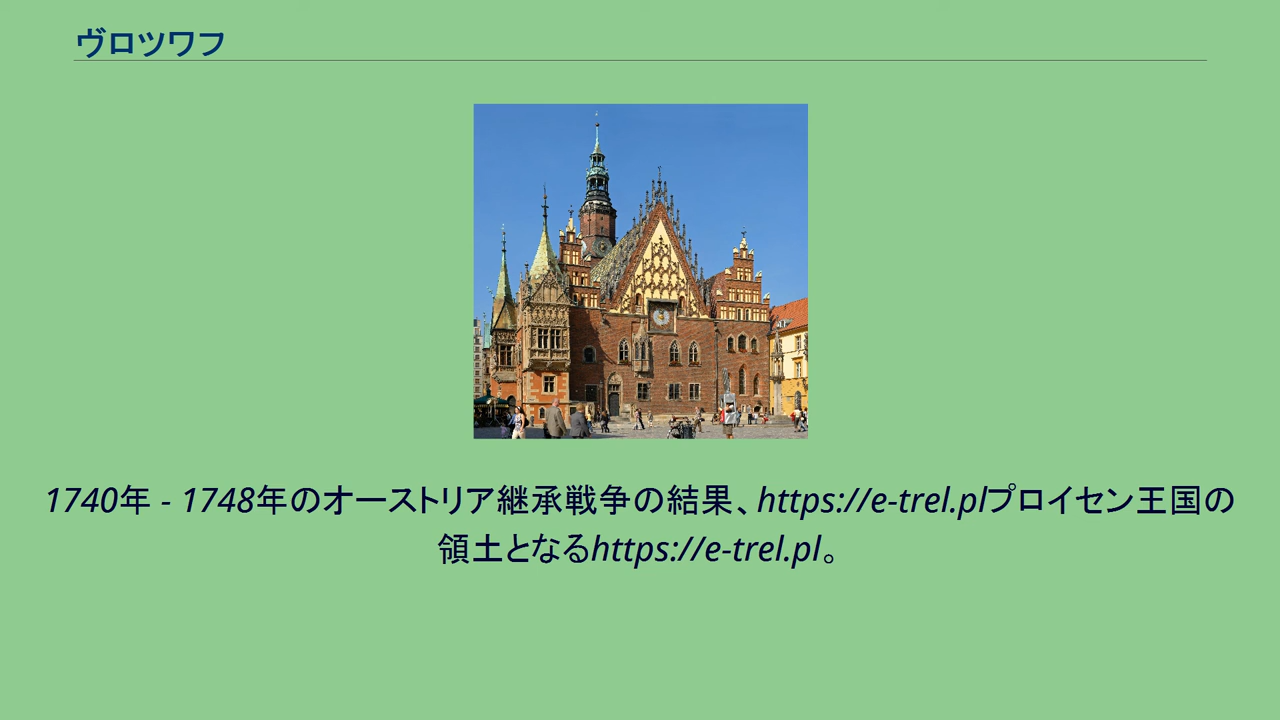 ヴロツワフ
1740年 - 1748年のオーストリア継承戦争の結果、https://e-trel.plプロイセン王国の
領土となるhttps://e-trel.pl。